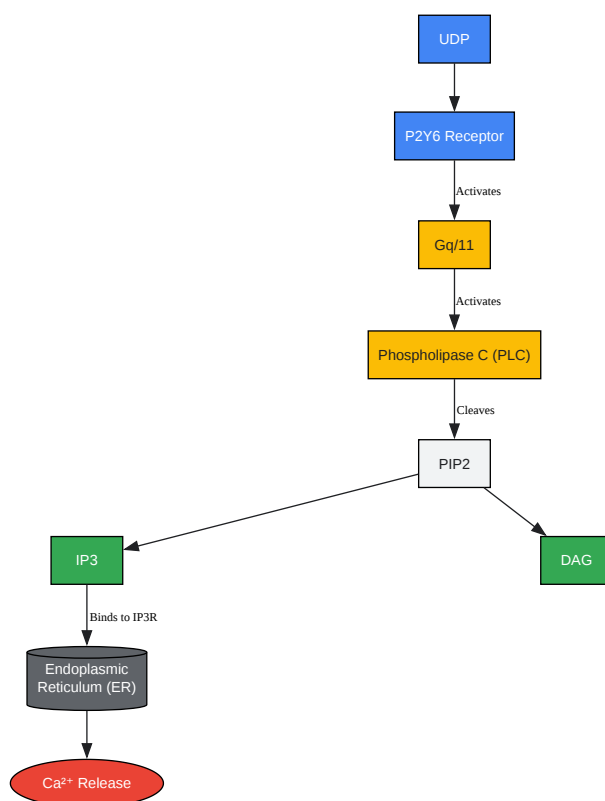 UDP
P2Y6 Receptor
Activates
Gq/11
Activates
Phospholipase C (PLC)
Cleaves
PIP2
IP3
DAG
Binds to IP3R
Endoplasmic
Reticulum (ER)
Ca²⁺ Release